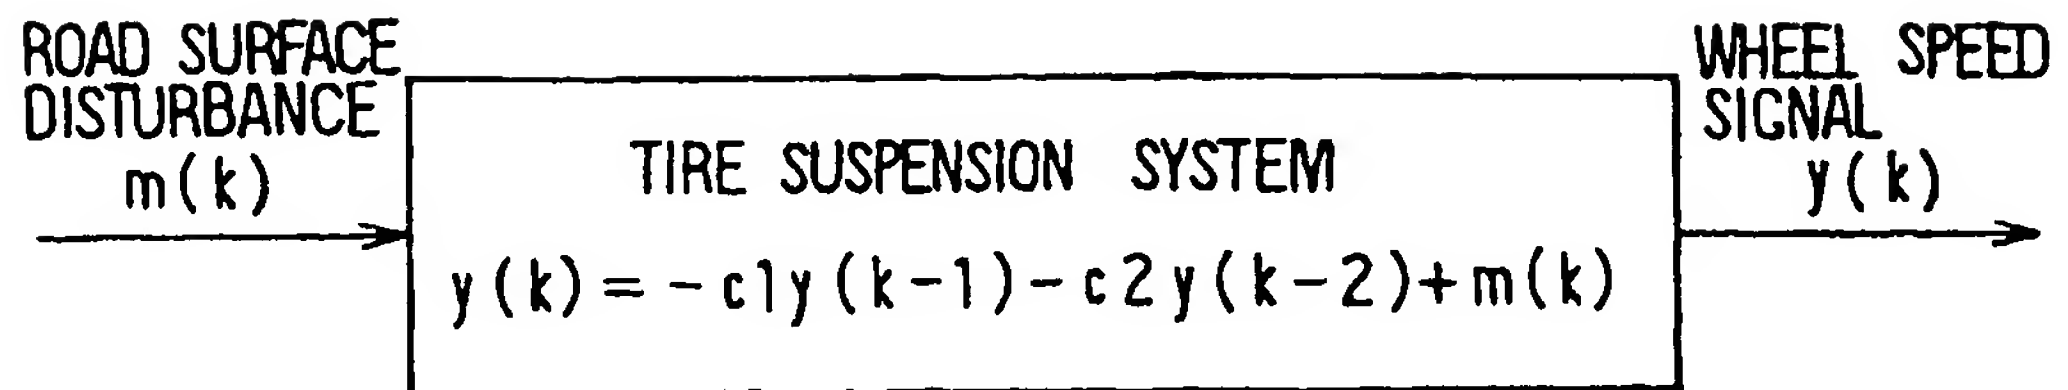 ROAD SURFACE
DISTURBANCE
m(k)
TIRE SUSPENSION SYSTEM
y(k)=-c1y(k-1)-c2y(k-2)+m(k)
WHEEL SPEED
SIGNAL
y(k)